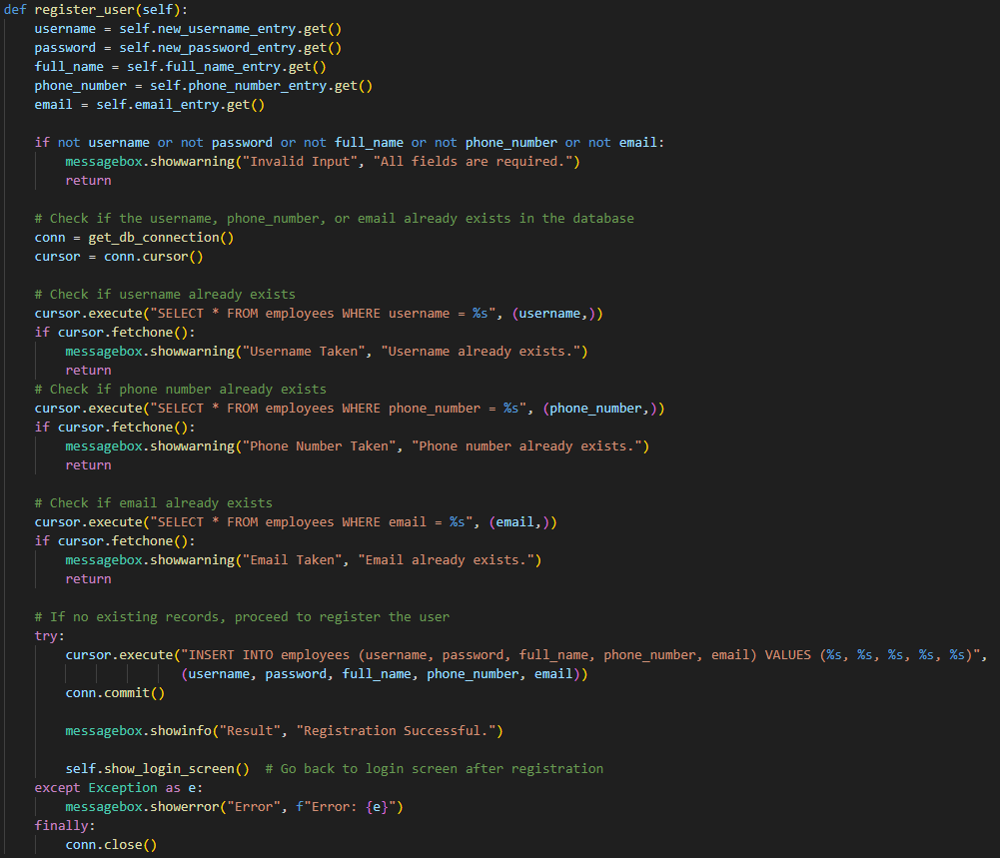 def register_user(self):
    username = self.new_username_entry.get()
    password = self.new_password_entry.get()
    full_name = self.full_name_entry.get()
    phone_number = self.phone_number_entry.get()
    email = self.email_entry.get()

    if not username or not password or not full_name or not phone_number or not email:
        messagebox.showwarning("Invalid Input", "All fields are required.")
        return

    # Check if the username, phone_number, or email already exists in the database
    conn = get_db_connection()
    cursor = conn.cursor()

    # Check if username already exists
    cursor.execute("SELECT * FROM employees WHERE username = %s", (username,))
    if cursor.fetchone():
        messagebox.showwarning("Username Taken", "Username already exists.")
        return
    # Check if phone number already exists
    cursor.execute("SELECT * FROM employees WHERE phone_number = %s", (phone_number,))
    if cursor.fetchone():
        messagebox.showwarning("Phone Number Taken", "Phone number already exists.")
        return

    # Check if email already exists
    cursor.execute("SELECT * FROM employees WHERE email = %s", (email,))
    if cursor.fetchone():
        messagebox.showwarning("Email Taken", "Email already exists.")
        return

    # If no existing records, proceed to register the user
    try:
        cursor.execute("INSERT INTO employees (username, password, full_name, phone_number, email) VALUES (%s, %s, %s, %s, %s)",
                       (username, password, full_name, phone_number, email))
        conn.commit()

        messagebox.showinfo("Result", "Registration Successful.")

        self.show_login_screen()  # Go back to login screen after registration
    except Exception as e:
        messagebox.showerror("Error", f"Error: {e}")
    finally:
        conn.close()